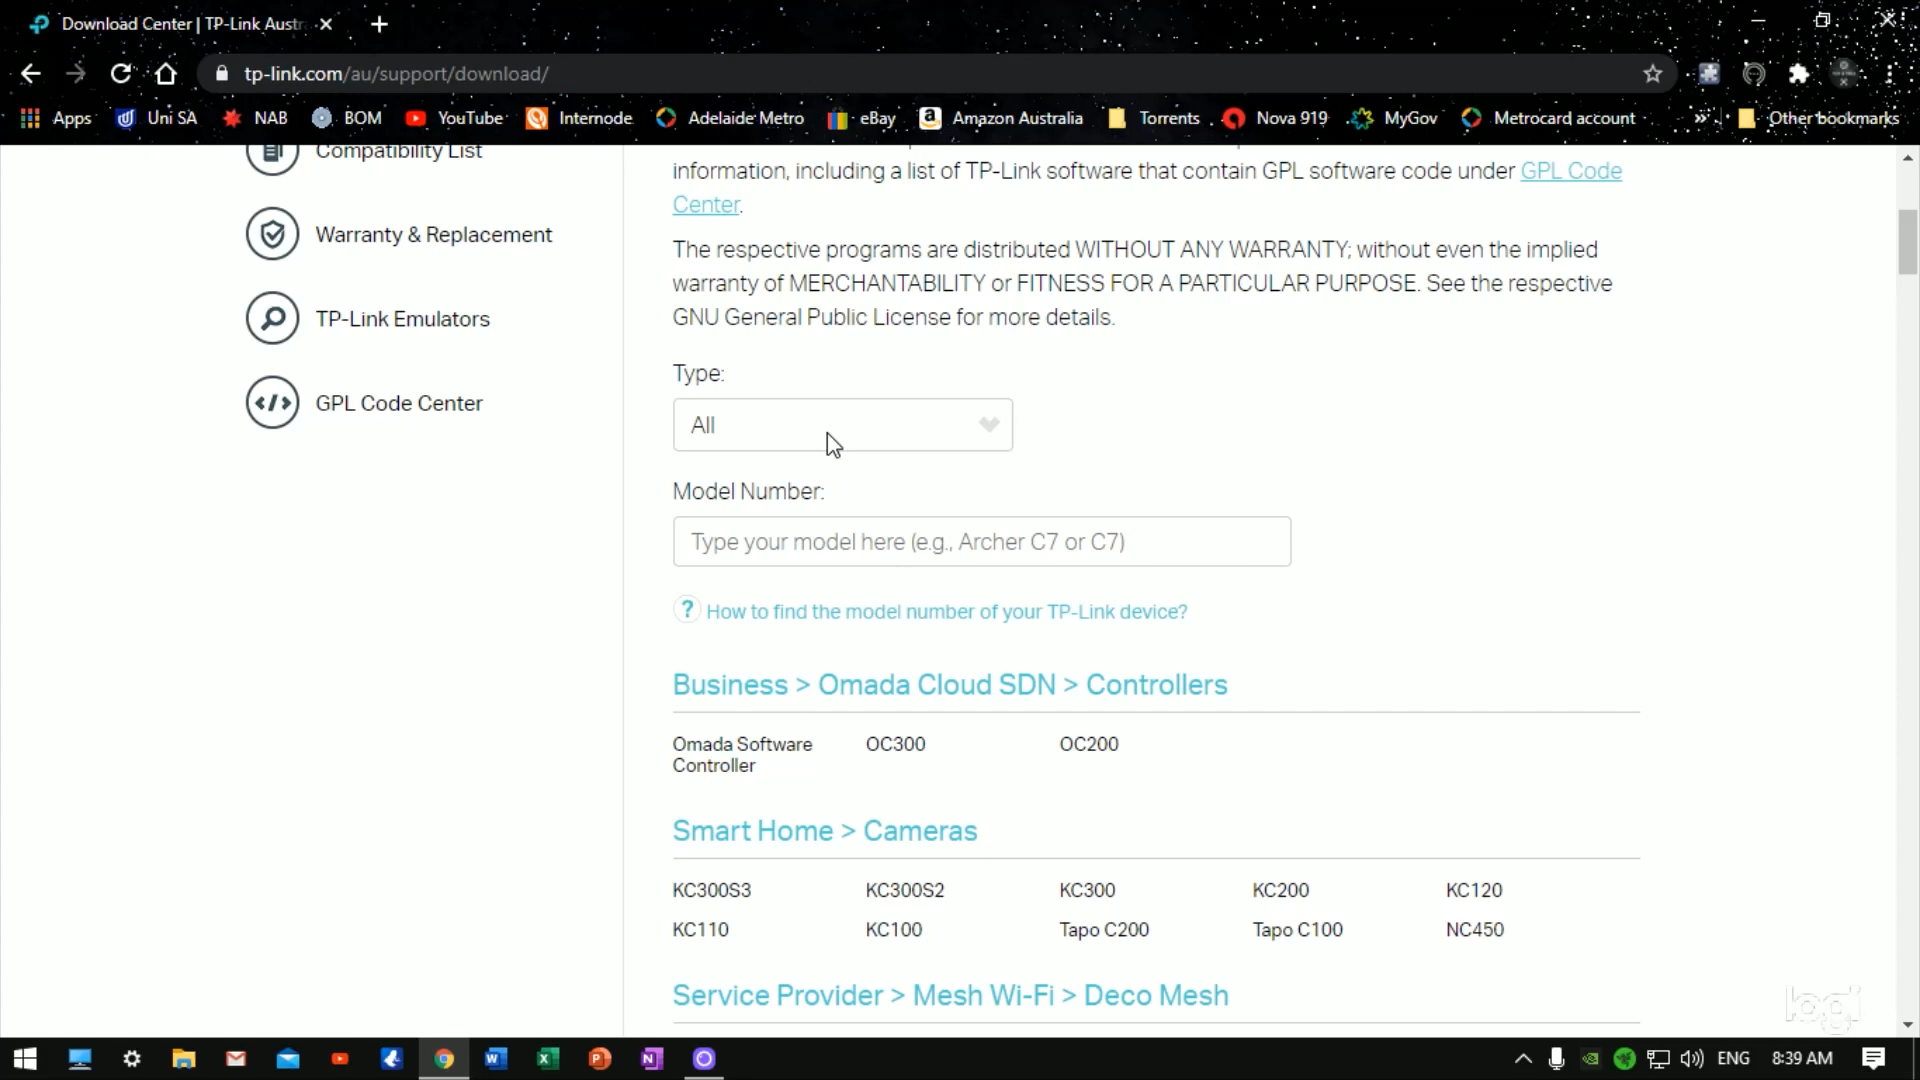 Download Center | TP-Link Austr
tp-link.com/au/support/download/
Apps Uni SA NAB BOM YouTube Internode Adelaide Metro eBay Amazon Australia Torrents Nova 919 MyGov Metrocard account Other bookmarks
Compatibility List
Warranty & Replacement
TP-Link Emulators
GPL Code Center
information, including a list of TP-Link software that contain GPL software code under GPL Code
Center.
The respective programs are distributed WITHOUT ANY WARRANTY; without even the implied
warranty of MERCHANTABILITY or FITNESS FOR A PARTICULAR PURPOSE. See the respective
GNU General Public License for more details.
Type:
All
Model Number:
Type your model here (e.g., Archer C7 or C7)
? How to find the model number of your TP-Link device?
Business > Omada Cloud SDN > Controllers
Omada Software OC300 OC200
Controller
Smart Home > Cameras
KC300S3 KC300S2 KC300 KC200 KC120
KC110 KC100 Tapo C200 Tapo C100 NC450
Service Provider > Mesh Wi-Fi > Deco Mesh
logi
ENG 8:39 AM